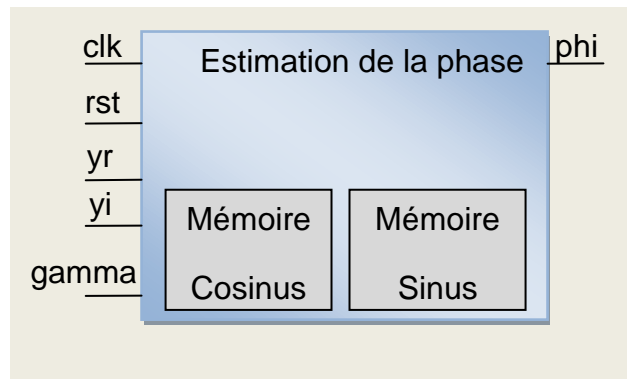 clk
Estimation de la phase
phi
rst
yr
yi
gamma
Mémoire
Cosinus
Mémoire
Sinus